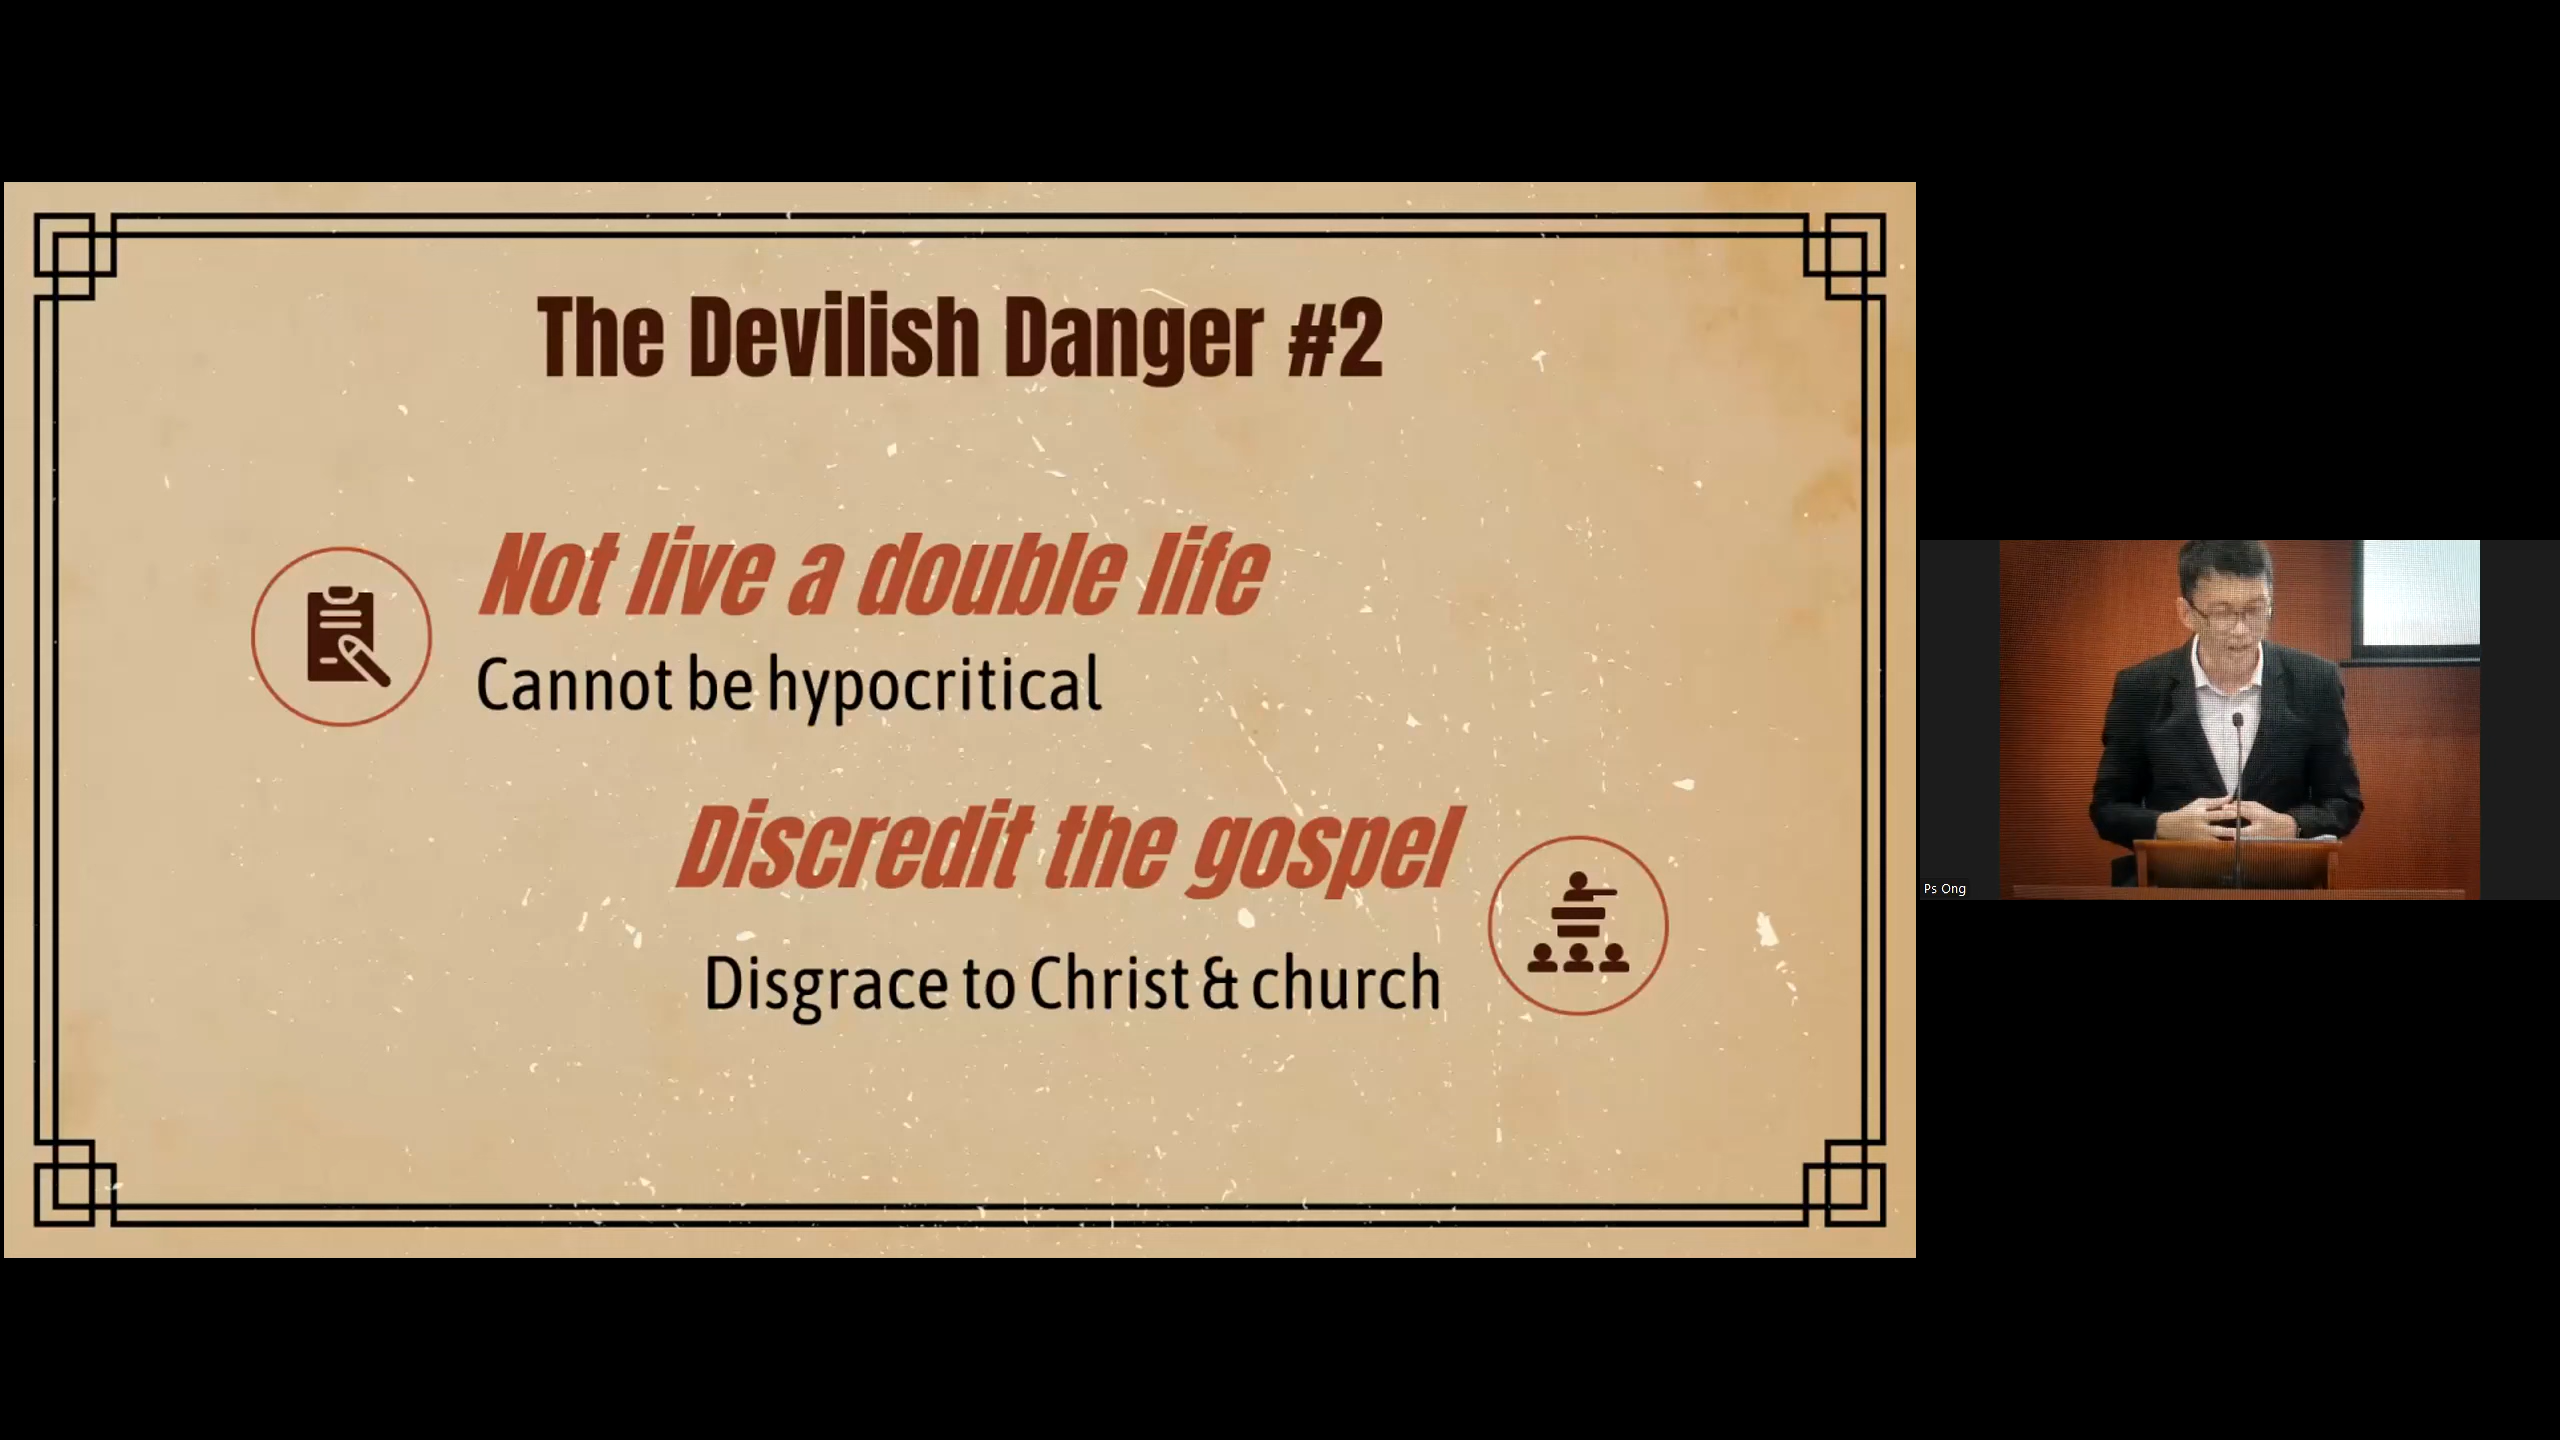 The Devilish Danger #2
Not live a double life
Cannot be hypocritical
Discredit the gospel
Disgrace to Christ & church
Ps Ong